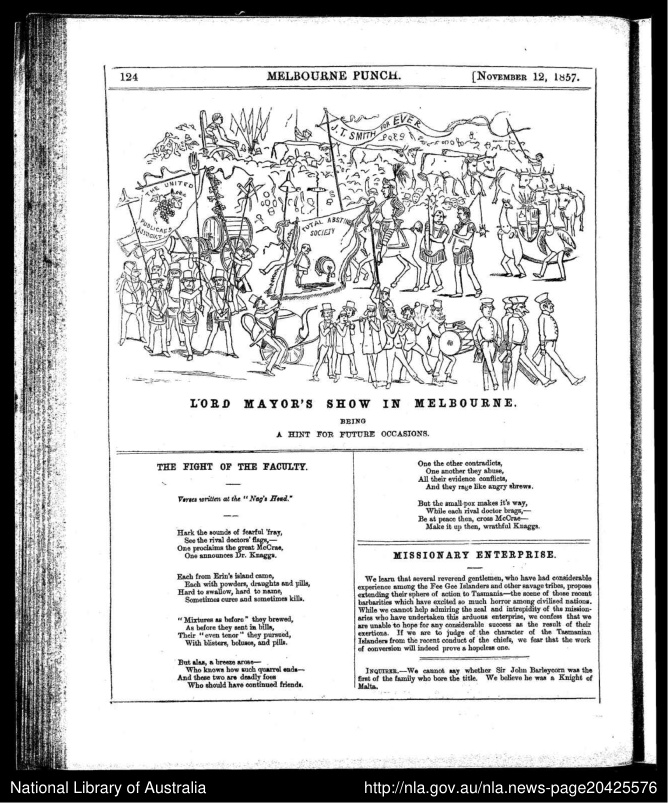 124
MELBOURNE PUNCH.
[NOVEMBER 12, 1857.
J. T. SMITH FOR EVER
THE UNITED
TOTAL ABSTINENCE
SOCIETY
LORD MAYOR'S SHOW IN MELBOURNE.
BEING
A HINT FOR FUTURE OCCASIONS.
THE FIGHT OF THE FACULTY.
Verses written at the "Nag's Head."
Hark the sounds of fearful 'fray,
See the rival doctors' flags,—
One proclaims the great McCrae,
One announces Dr. Knaggs.
Each from Erin's island came,
Each with powders, draughts and pills,
Hard to swallow, hard to name,
Sometimes cures and sometimes kills.
"Mixtures as before" they brewed,
As before they sent in bills,
Their "even tenor" they pursued,
With blisters, boluses, and pills.
But alas, a breeze arose—
Who knows how such quarrel ends—
And these two are deadly foes
Who should have continued friends.
One the other contradicts,
One another they abuse,
All their evidence conflicts,
And they rage like angry shrews.
But the small-pox makes it's way,
While each rival doctor brags,—
Be at peace then, cross McCrae—
Make it up then, wrathful Knaggs.
MISSIONARY ENTERPRISE.
We learn that several reverend gentlemen, who have had considerable
experience among the Fee Gee Islanders and other savage tribes, propose
extending their sphere of action to Tasmania—the scene of those recent
barbarities which have excited so much horror among civilised nations.
While we cannot help admiring the zeal and intrepidity of the mission-
aries who have undertaken this arduous enterprise, we confess that we
are unable to hope for any considerable success as the result of their
exertions. If we are to judge of the character of the Tasmanian
Islanders from the recent conduct of the chiefs, we fear that the work
of conversion will indeed prove a hopeless one.
INQUIRER.—We cannot say whether Sir John Barleycorn was the
first of the family who bore the title. We believe he was a Knight of
Malta.
National Library of Australia
http://nla.gov.au/nla.news-page20425576